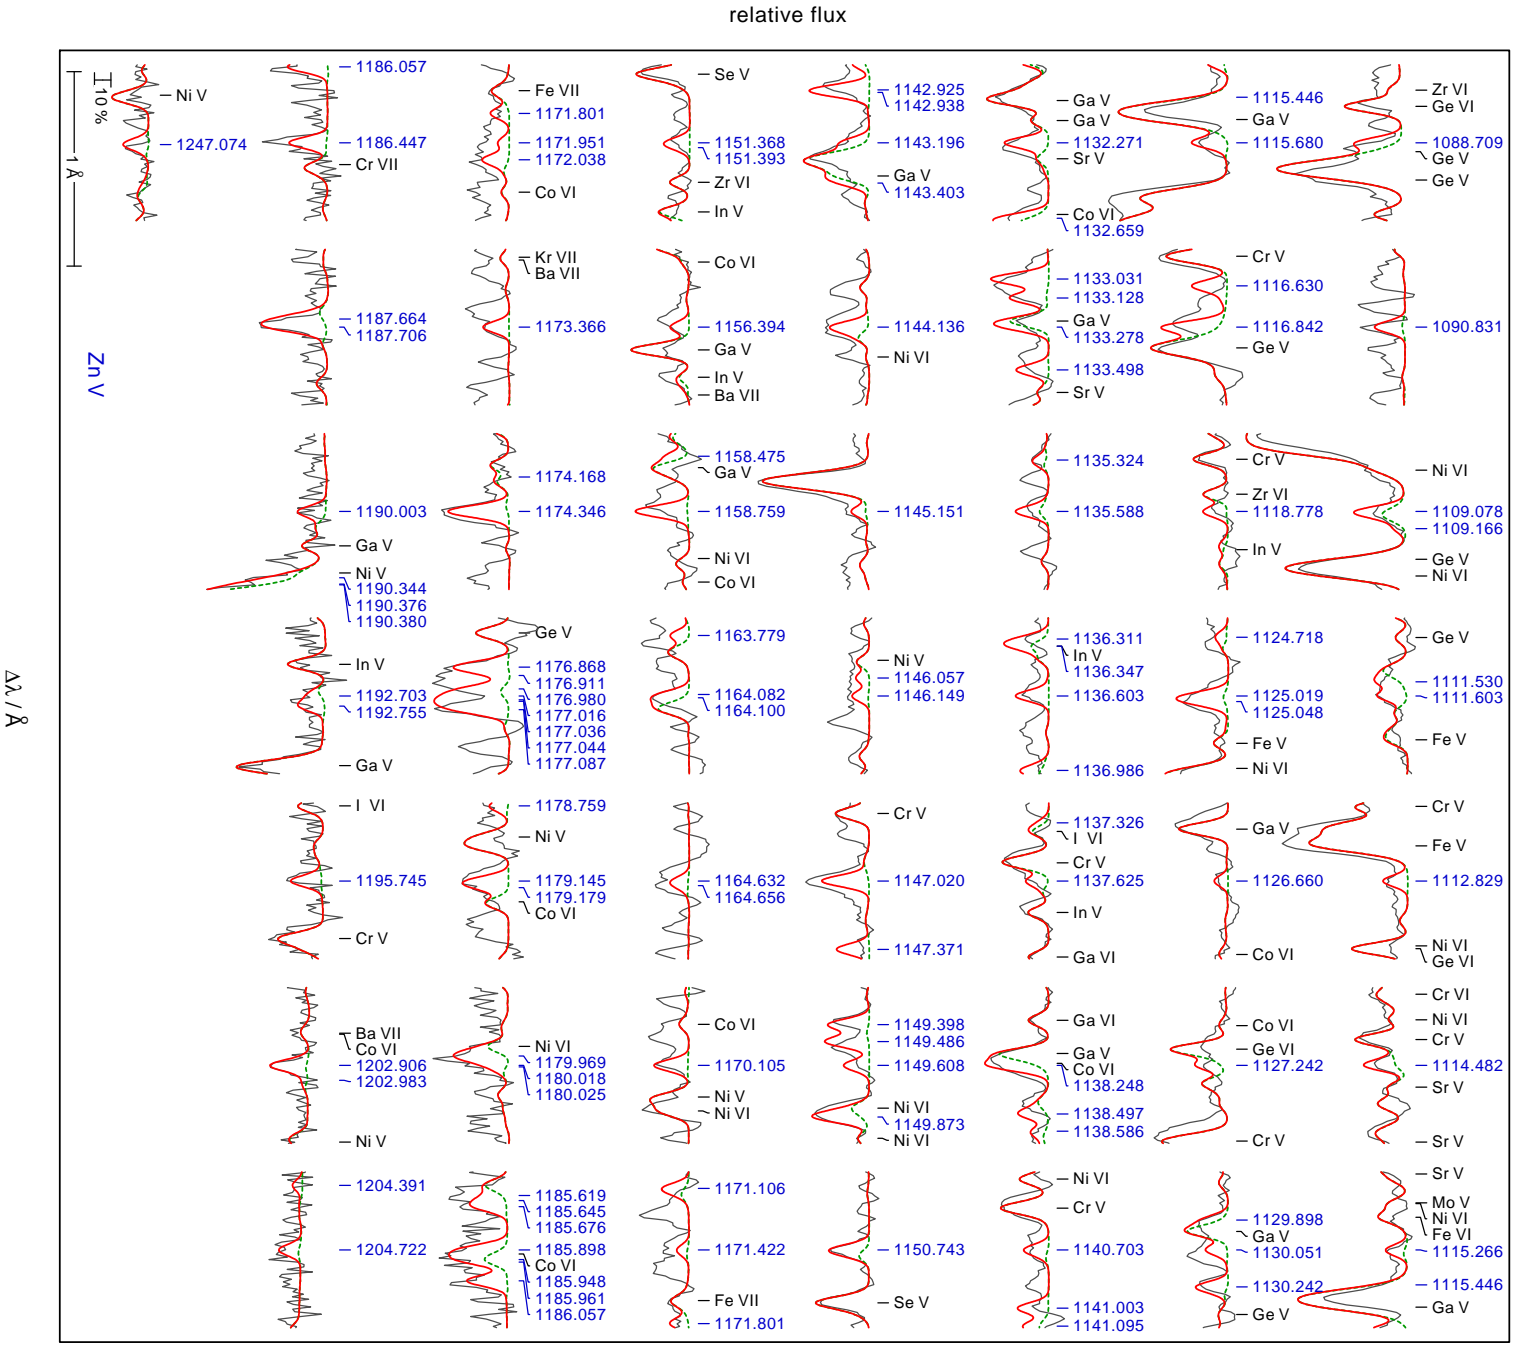 relative flux
10%
1 Å
Zn V
Δλ / Å
Ni V
1247.074
1186.057
1186.447
Cr VII
1187.664
1187.706
1190.003
Ga V
Ni V
1190.344
1190.376
1190.380
In V
1192.703
1192.755
Ga V
I VI
1195.745
Cr V
Ba VII
Co VI
1202.906
1202.983
Ni V
1204.391
1204.722
Fe VII
1171.801
1171.951
1172.038
Co VI
Kr VII
Ba VII
1173.366
1174.168
1174.346
Ge V
1176.868
1176.911
1176.980
1177.016
1177.036
1177.044
1177.087
1178.759
Ni V
1179.145
1179.179
Co VI
Ni VI
1179.969
1180.018
1180.025
1185.619
1185.645
1185.676
1185.898
Co VI
1185.948
1185.961
1186.057
Se V
1151.368
1151.393
Zr VI
In V
Co VI
1156.394
Ga V
In V
Ba VII
1158.475
Ga V
1158.759
Ni VI
Co VI
1163.779
1164.082
1164.100
1164.632
1164.656
Co VI
1170.105
Ni V
Ni VI
1171.106
1171.422
Fe VII
1171.801
1142.925
1142.938
1143.196
Ga V
1143.403
1144.136
Ni VI
1145.151
Ni V
1146.057
1146.149
Cr V
1147.020
1147.371
1149.398
1149.486
1149.608
Ni VI
1149.873
Ni VI
1150.743
Se V
Ga V
Ga V
1132.271
Sr V
Co VI
1132.659
1133.031
1133.128
Ga V
1133.278
1133.498
Sr V
1135.324
1135.588
1136.311
In V
1136.347
1136.603
1136.986
1137.326
I VI
Cr V
1137.625
In V
Ga VI
Ga VI
Ga V
Co VI
1138.248
1138.497
1138.586
Ni VI
Cr V
1140.703
1141.003
1141.095
1115.446
Ga V
1115.680
Cr V
1116.630
1116.842
Ge V
Cr V
Zr VI
1118.778
In V
1124.718
1125.019
1125.048
Fe V
Ni VI
Ga V
1126.660
Co VI
Co VI
Ge VI
1127.242
Cr V
1129.898
Ga V
1130.051
1130.242
Ge V
Zr VI
Ge VI
1088.709
Ge V
Ge V
1090.831
Ni VI
1109.078
1109.166
Ge V
Ni VI
Ge V
1111.530
1111.603
Fe V
Cr V
Fe V
1112.829
Ni VI
Ge VI
Cr VI
Ni VI
Cr V
1114.482
Sr V
Sr V
Sr V
Mo V
Ni VI
Fe VI
1115.266
1115.446
Ga V